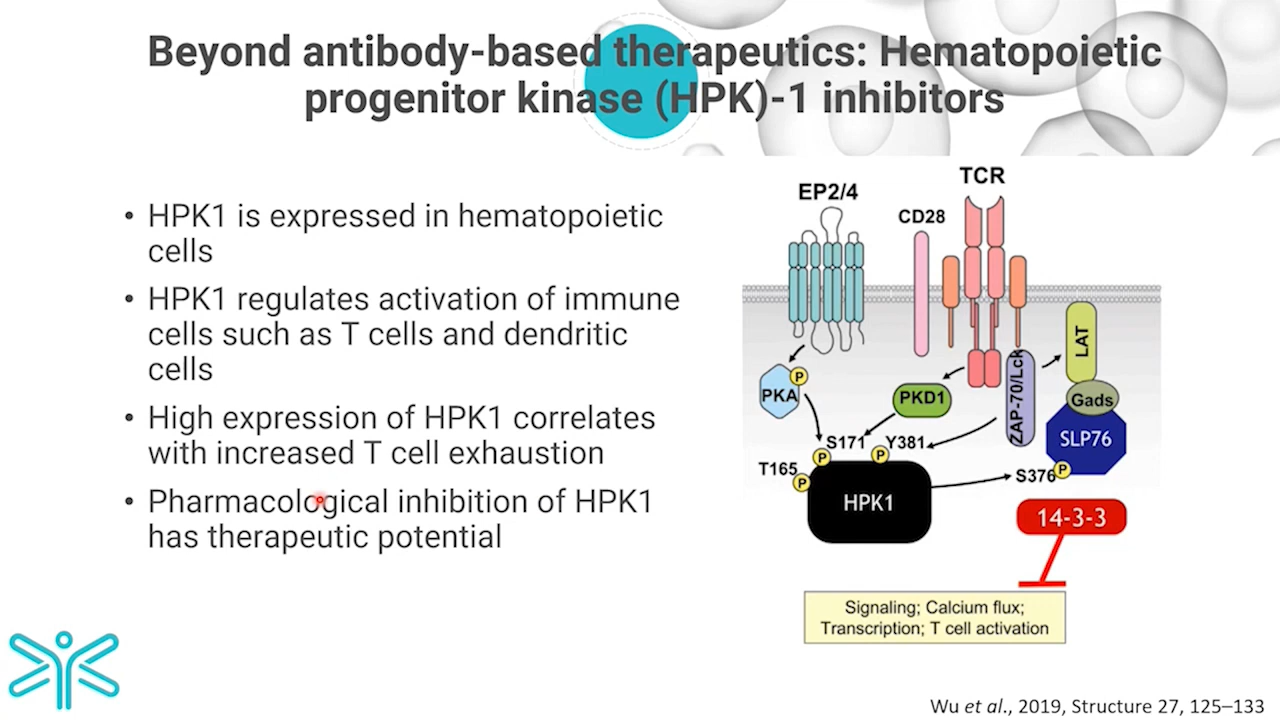 Beyond antibody-based therapeutics: Hematopoietic
progenitor kinase (HPK)-1 inhibitors
• HPK1 is expressed in hematopoietic
cells
• HPK1 regulates activation of immune
cells such as T cells and dendritic
cells
• High expression of HPK1 correlates
with increased T cell exhaustion
• Pharmacological inhibition of HPK1
has therapeutic potential
EP2/4
CD28
TCR
LAT
ZAP-70/Lck
P
PKA
PKD1
Gads
SLP76
S171
Y381
P
P
T165
P
HPK1
S376
P
14-3-3
Signaling; Calcium flux;
Transcription; T cell activation
Wu et al., 2019, Structure 27, 125–133